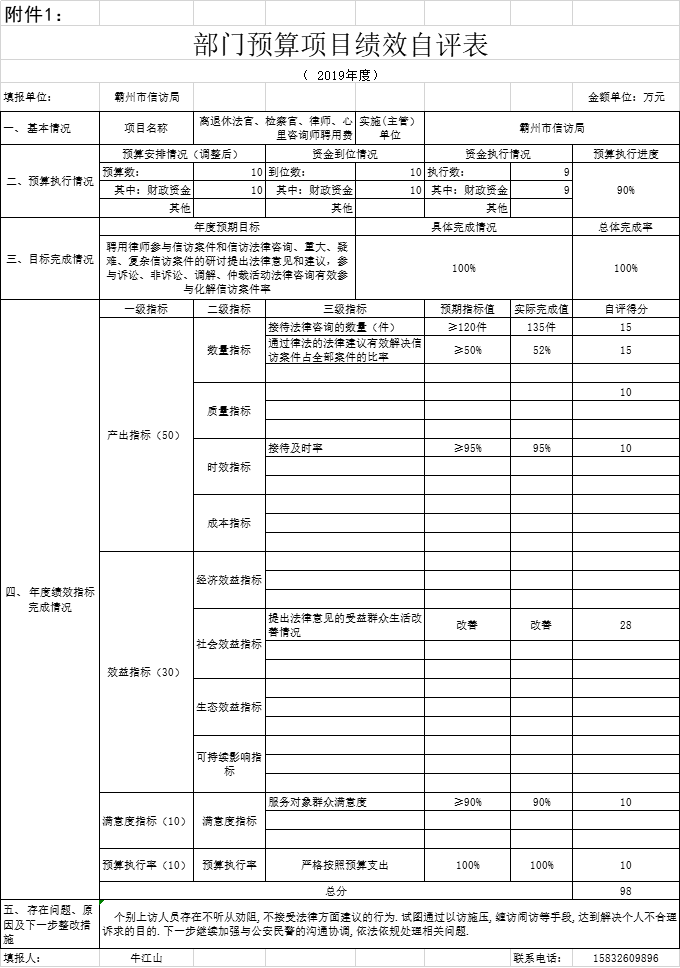 附件1：
部门预算项目绩效自评表
（ 2019年度）
填报单位： 霸州市信访局 金额单位：万元
一、 基本情况 项目名称 离退休法官、检察官、律师、心里咨询师聘用费 实施(主管)单位 霸州市信访局
二、预算执行情况 预算安排情况（调整后） 资金到位情况 资金执行情况 预算执行进度
预算数： 10 到位数： 10 执行数： 9 90%
其中：财政资金 10 其中：财政资金 10 其中：财政资金 9
其他 其他 其他
三、目标完成情况 年度预期目标 具体完成情况 总体完成率
聘用律师参与信访案件和信访法律咨询、重大、疑
难、复杂信访案件的研讨提出法律意见和建议，参
与诉讼、非诉讼、调解、仲裁活动法律咨询有效参
与化解信访案件率
100% 100%
四、 年度绩效指标完成情况 一级指标 二级指标 三级指标 预期指标值 实际完成值 自评得分
产出指标（50） 数量指标 接待法律咨询的数量（件） ≥120件 135件 15
通过律法的法律建议有效解决信
访案件占全部案件的比率 ≥50% 52% 15
质量指标 10
时效指标 接待及时率 ≥95% 95% 10
成本指标
效益指标（30） 经济效益指标
社会效益指标 提出法律意见的受益群众生活改
善情况 改善 改善 28
生态效益指标
可持续影响指标
满意度指标（10） 满意度指标 服务对象群众满意度 ≥90% 90% 10
预算执行率（10） 预算执行率 严格按照预算支出 100% 100% 10
总分 98
五、 存在问题、原因及下一步整改措施
个别上访人员存在不听从劝阻,不接受法律方面建议的行为.试图通过以访施压,缠访闹访等手段,达到解决个人不合理
诉求的目的.下一步继续加强与公安民警的沟通协调,依法依规处理相关问题.
填报人： 牛江山 联系电话： 15832609896